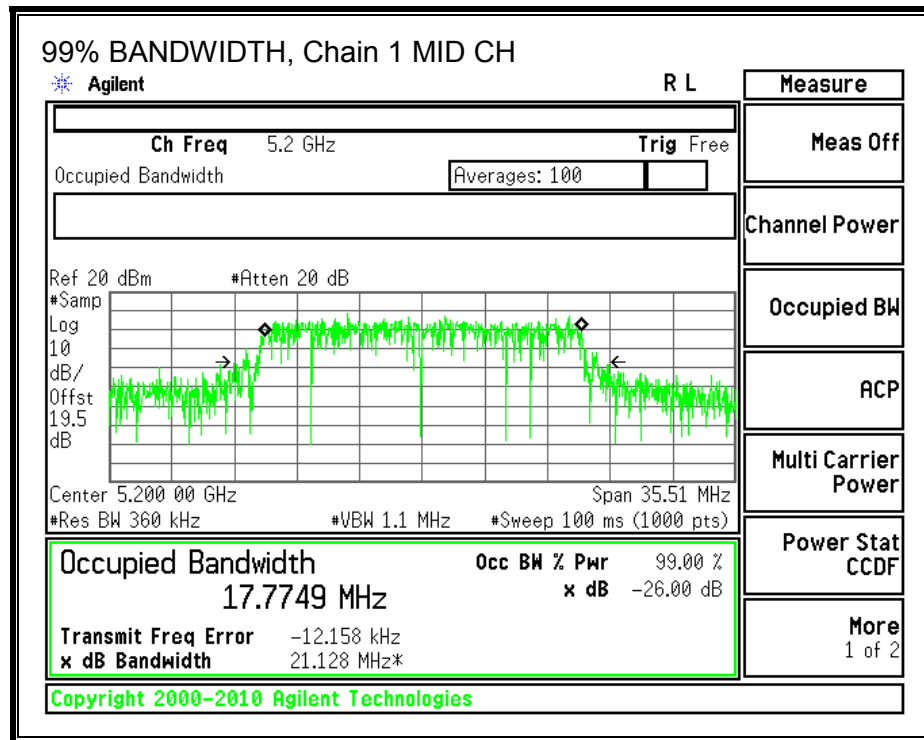 99% BANDWIDTH, Chain 1 MID CH
Agilent R L Measure
Ch Freq 5.2 GHz Trig Free
Meas Off
Occupied Bandwidth Averages: 100
Channel Power
Ref 20 dBm #Atten 20 dB
#Samp
Log
10
dB/
Offst
19.5
dB
Occupied BW
ACP
Multi Carrier
Power
Center 5.200 00 GHz Span 35.51 MHz
#Res BW 360 kHz #VBW 1.1 MHz #Sweep 100 ms (1000 pts)
Power Stat
CCDF
Occupied Bandwidth Occ BW % Pwr 99.00 %
17.7749 MHz x dB -26.00 dB
Transmit Freq Error -12.158 kHz
x dB Bandwidth 21.128 MHz*
More
1 of 2
Copyright 2000-2010 Agilent Technologies